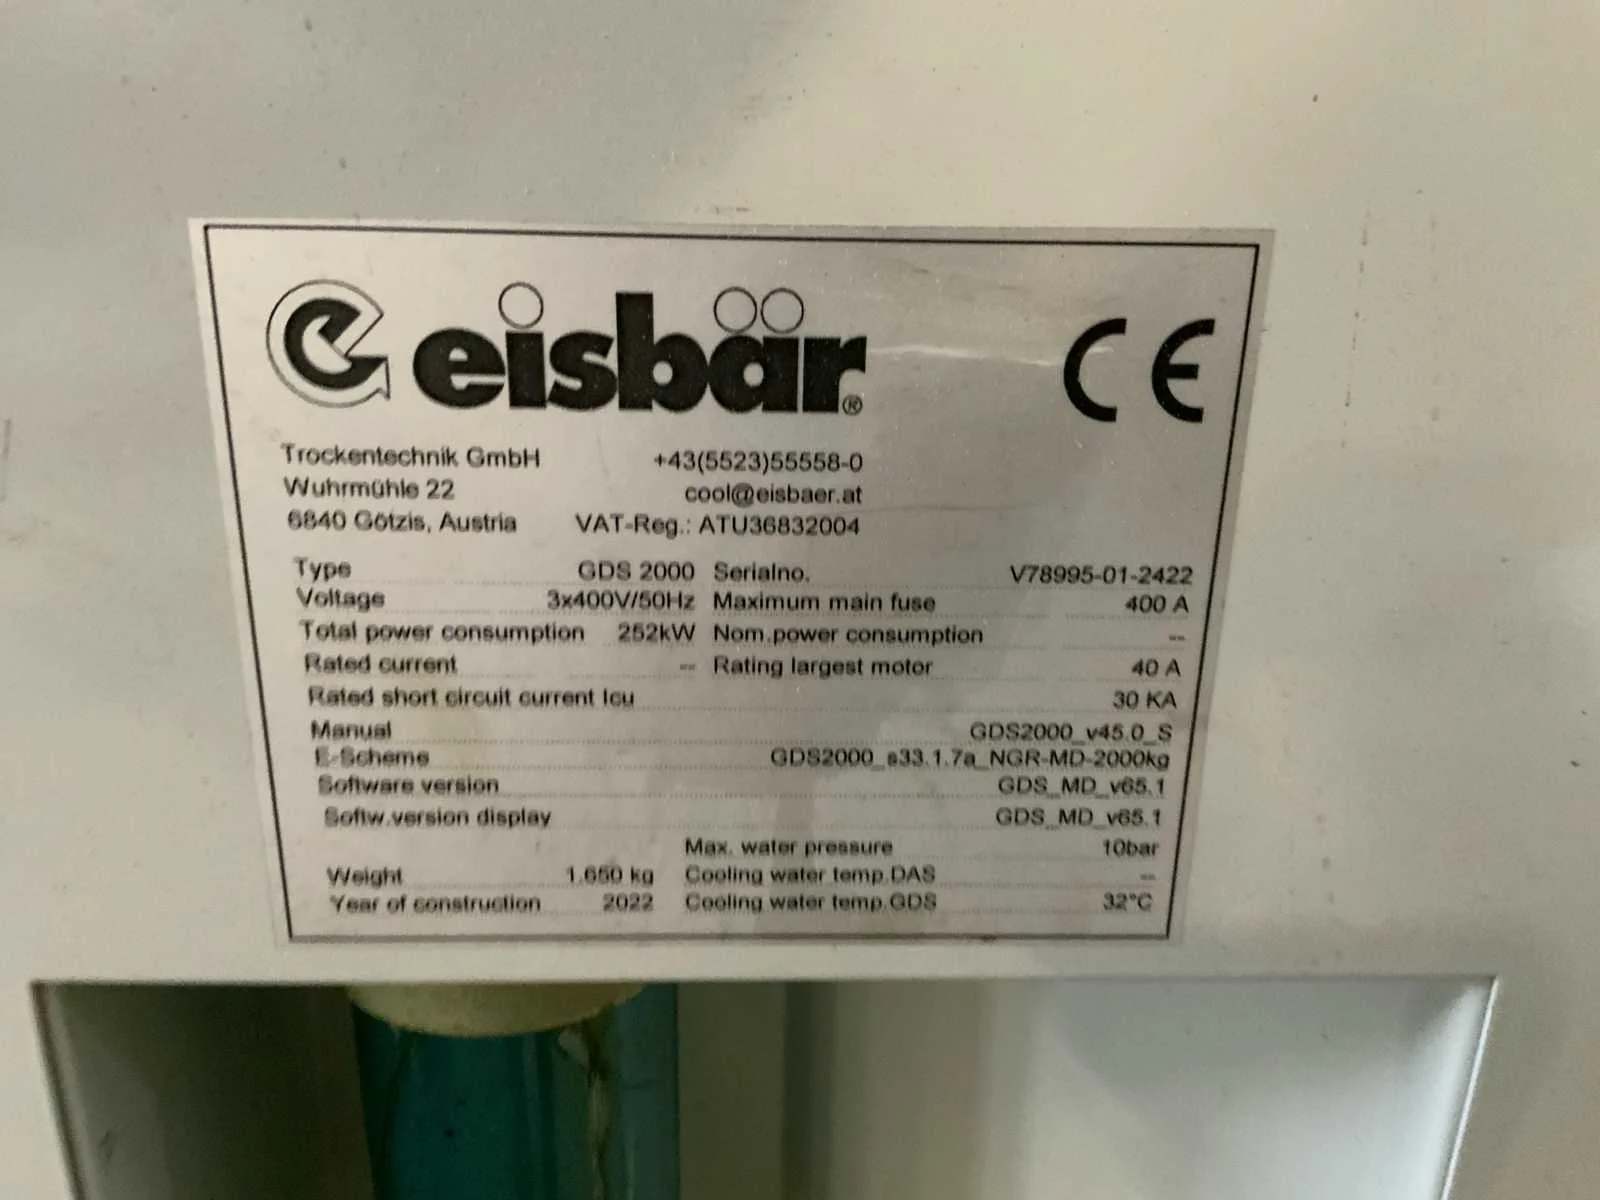 e eisbär®
CE
Trockentechnik GmbH +43(5523)55558-0
Wuhrmühle 22 cool@eisbaer.at
6840 Götzis, Austria VAT-Reg.: ATU36832004
Type GDS 2000 Serialno. V78995-01-2422
Voltage 3x400V/50Hz Maximum main fuse 400 A
Total power consumption 252kW Nom.power consumption --
Rated current -- Rating largest motor 40 A
Rated short circuit current Icu 30 KA
Manual GDS2000_v45.0_S
E-Scheme GDS2000_s33.1.7a_NGR-MD-2000kg
Software version GDS_MD_v65.1
Softw.version display GDS_MD_v65.1
Max. water pressure 10bar
Weight 1.650 kg Cooling water temp.DAS --
Year of construction 2022 Cooling water temp.GDS 32°C